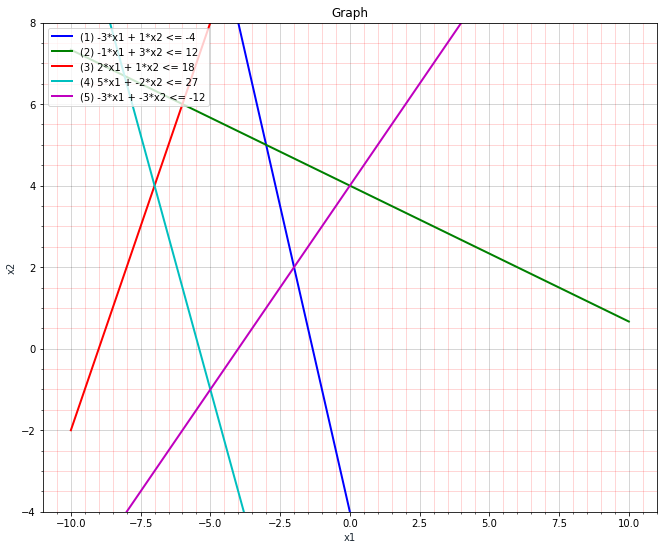 Graph
(1) -3*x1 + 1*x2 <= -4
(2) -1*x1 + 3*x2 <= 12
(3) 2*x1 + 1*x2 <= 18
(4) 5*x1 + -2*x2 <= 27
(5) -3*x1 + -3*x2 <= -12
8
6
4
2
0
−2
−4
x2
−10.0 −7.5 −5.0 −2.5 0.0 2.5 5.0 7.5 10.0
x1